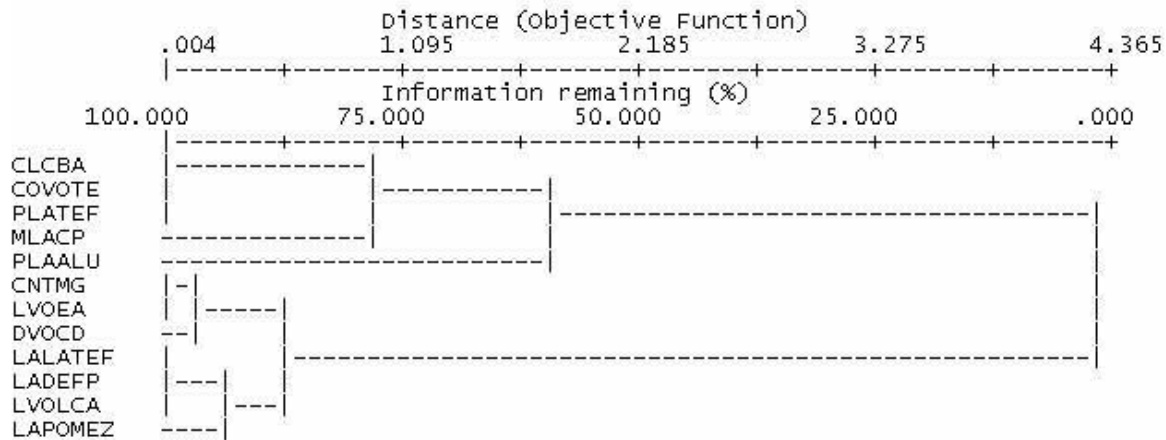 Distance (Objective Function)
.004 1.095 2.185 3.275 4.365
Information remaining (%)
100.000 75.000 50.000 25.000 .000
CLCBA
COVOTE
PLATEF
MLACP
PLAALU
CNTMG
LVOEA
DVOCD
LALATEF
LADEFP
LVOLCA
LAPOMEZ